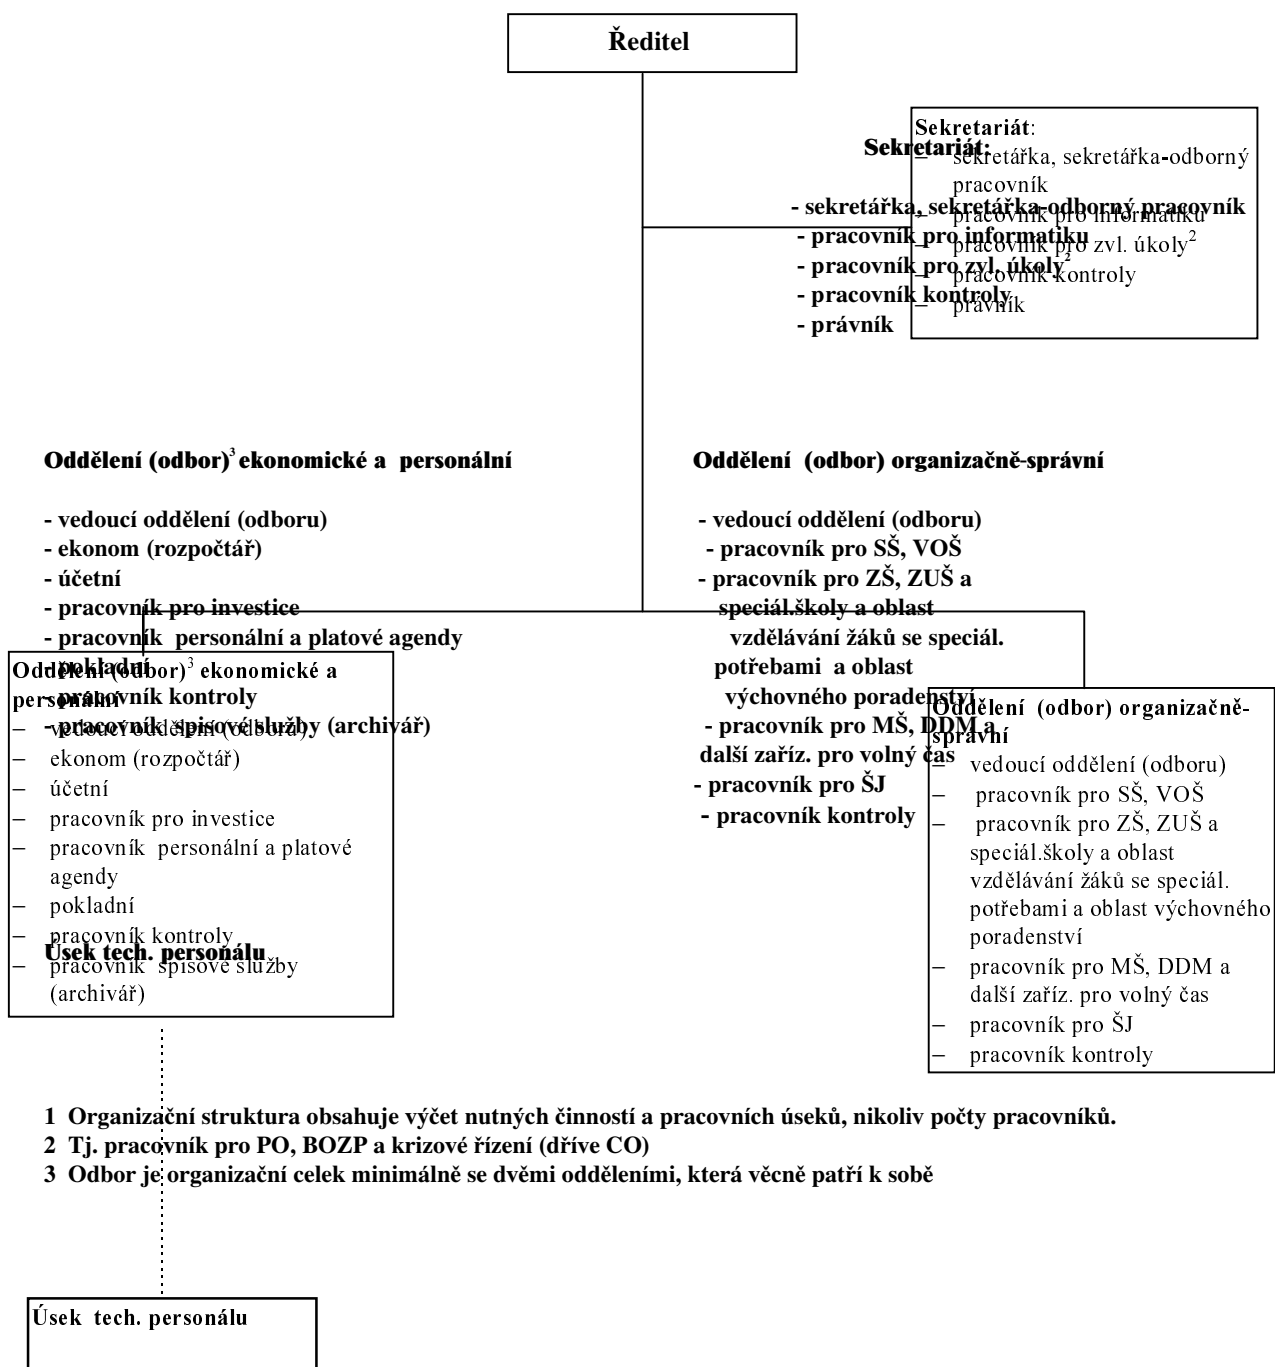 Ředitel
Sekretariát:
– sekretářka, sekretářka-odborný
pracovník
– pracovník pro informatiku
– pracovník pro zvl. úkoly2
– pracovník kontroly
– právník
Sekretariát:
- sekretářka, sekretářka-odborný pracovník
- pracovník pro informatiku
- pracovník pro zvl. úkoly2
- pracovník kontroly
- právník
Oddělení (odbor)3 ekonomické a personální
- vedoucí oddělení (odboru)
- ekonom (rozpočtář)
- účetní
- pracovník pro investice
- pracovník personální a platové agendy
- pokladní
- pracovník kontroly
- pracovník spisové služby (archivář)
Oddělení (odbor) organizačně-správní
- vedoucí oddělení (odboru)
- pracovník pro SŠ, VOŠ
- pracovník pro ZŠ, ZUŠ a
speciál.školy a oblast
vzdělávání žáků se speciál.
potřebami a oblast
výchovného poradenství
- pracovník pro MŠ, DDM a
další zaříz. pro volný čas
- pracovník pro ŠJ
- pracovník kontroly
Oddělení (odbor)3 ekonomické a
personální
– vedoucí oddělení (odboru)
– ekonom (rozpočtář)
– účetní
– pracovník pro investice
– pracovník personální a platové
agendy
– pokladní
– pracovník kontroly
– pracovník spisové služby
(archivář)
Oddělení (odbor) organizačně-
správní
– vedoucí oddělení (odboru)
– pracovník pro SŠ, VOŠ
– pracovník pro ZŠ, ZUŠ a
speciál.školy a oblast
vzdělávání žáků se speciál.
potřebami a oblast výchovného
poradenství
– pracovník pro MŠ, DDM a
další zaříz. pro volný čas
– pracovník pro ŠJ
– pracovník kontroly
Úsek tech. personálu
1 Organizační struktura obsahuje výčet nutných činností a pracovních úseků, nikoliv počty pracovníků.
2 Tj. pracovník pro PO, BOZP a krizové řízení (dříve CO)
3 Odbor je organizační celek minimálně se dvěmi odděleními, která věcně patří k sobě
Úsek tech. personálu